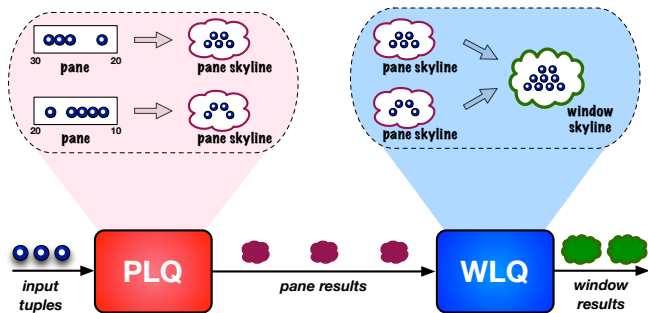 30 pane 20
pane skyline
20 pane 10
pane skyline
pane skyline
pane skyline
window
skyline
PLQ
WLQ
input
tuples
pane results
window
results